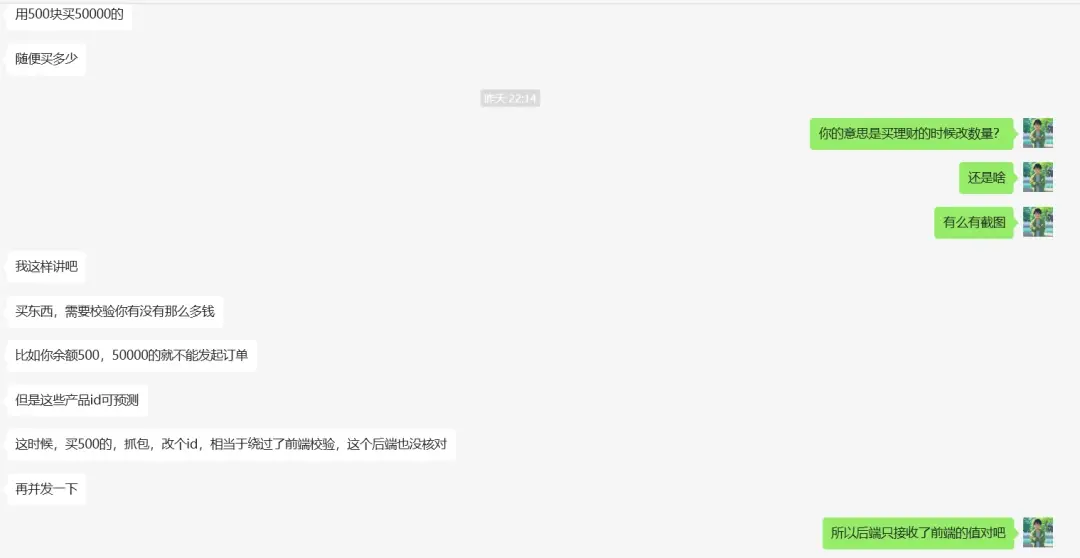 用500块买50000的
随便买多少
昨天 22:14
你的意思是买理财的时候改数量？
还是啥
有么有截图
我这样讲吧
买东西，需要校验你有没有那么多钱
比如你余额500，50000的就不能发起订单
但是这些产品id可预测
这时候，买500的，抓包，改个id，相当于绕过了前端校验，这个后端也没核对
再并发一下
所以后端只接收了前端的值对吧